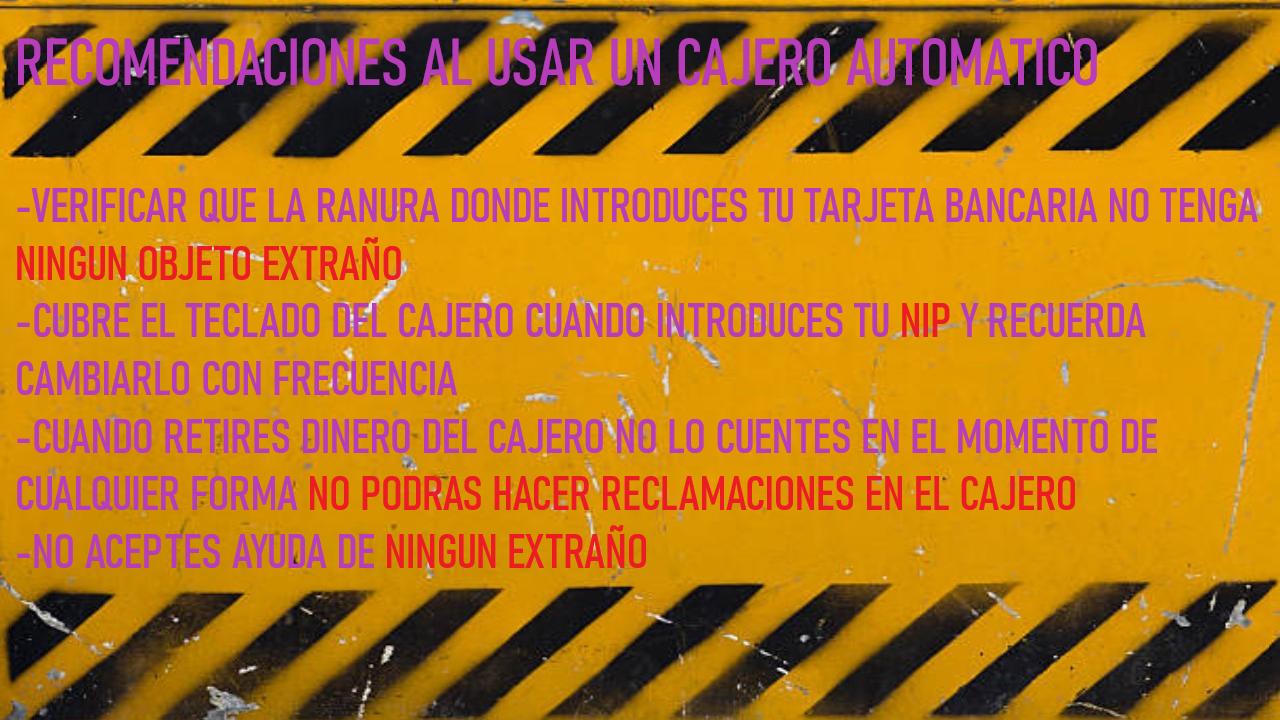 RECOMENDACIONES AL USAR UN CAJERO AUTOMATICO
-VERIFICAR QUE LA RANURA DONDE INTRODUCES TU TARJETA BANCARIA NO TENGA
NINGUN OBJETO EXTRAÑO
-CUBRE EL TECLADO DEL CAJERO CUANDO INTRODUCES TU NIP Y RECUERDA
CAMBIARLO CON FRECUENCIA
-CUANDO RETIRES DINERO DEL CAJERO NO LO CUENTES EN EL MOMENTO DE
CUALQUIER FORMA NO PODRAS HACER RECLAMACIONES EN EL CAJERO
-NO ACEPTES AYUDA DE NINGUN EXTRAÑO